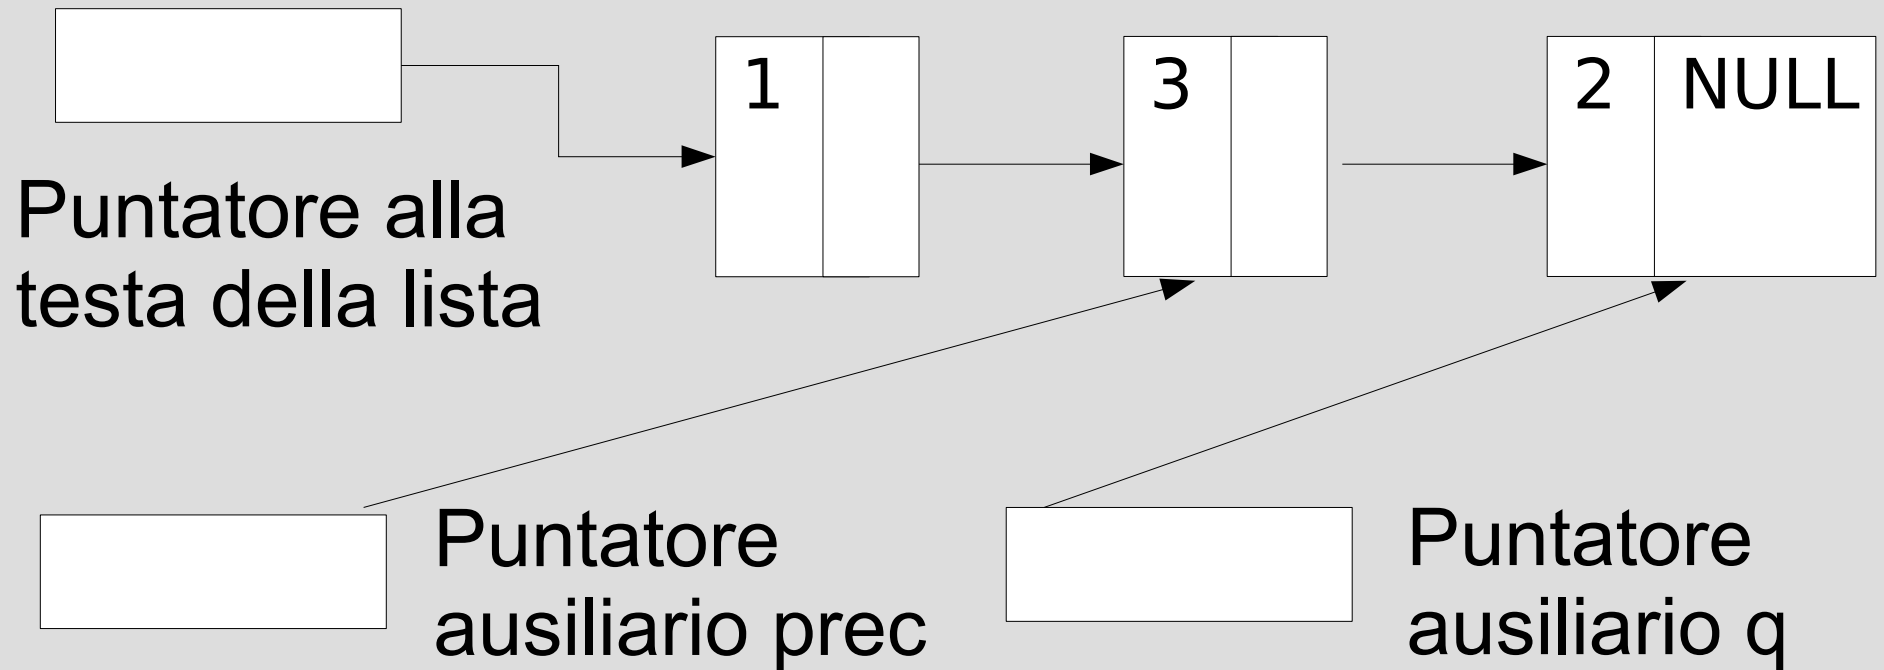 1
3
2 NULL
Puntatore alla
testa della lista
Puntatore
ausiliario prec
Puntatore
ausiliario q